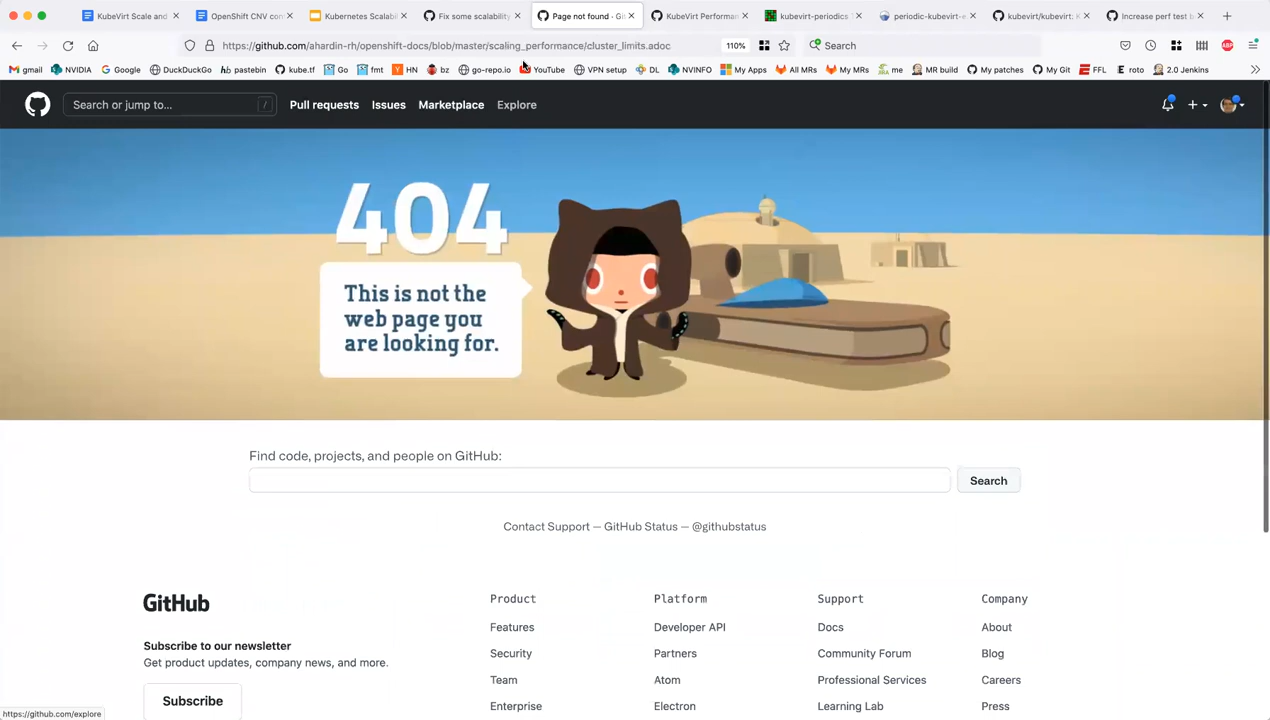 KubeVirt Scale and
OpenShift CNV con
Kubernetes Scalabi
Fix some scalability
Page not found · Gi
KubeVirt Performan
kubevirt-periodics
periodic-kubevirt-e
kubevirt/kubevirt: K
Increase perf test b
https://github.com/ahardin-rh/openshift-docs/blob/master/scaling_performance/cluster_limits.adoc
110%
Search
gmail
NVIDIA
Google
DuckDuckGo
hpastebin
kube.tf
Go
fmt
HN
bz
go-repo.io
YouTube
VPN setup
DL
NVINFO
My Apps
All MRs
My MRs
me
MR build
My patches
My Git
FFL
roto
2.0 Jenkins
Search or jump to...
/
Pull requests
Issues
Marketplace
Explore
404
This is not the
web page you
are looking for.
Find code, projects, and people on GitHub:
Search
Contact Support — GitHub Status — @githubstatus
GitHub
Subscribe to our newsletter
Get product updates, company news, and more.
Subscribe
Product
Features
Security
Team
Enterprise
Platform
Developer API
Partners
Atom
Electron
Support
Docs
Community Forum
Professional Services
Learning Lab
Company
About
Blog
Careers
Press
https://github.com/explore